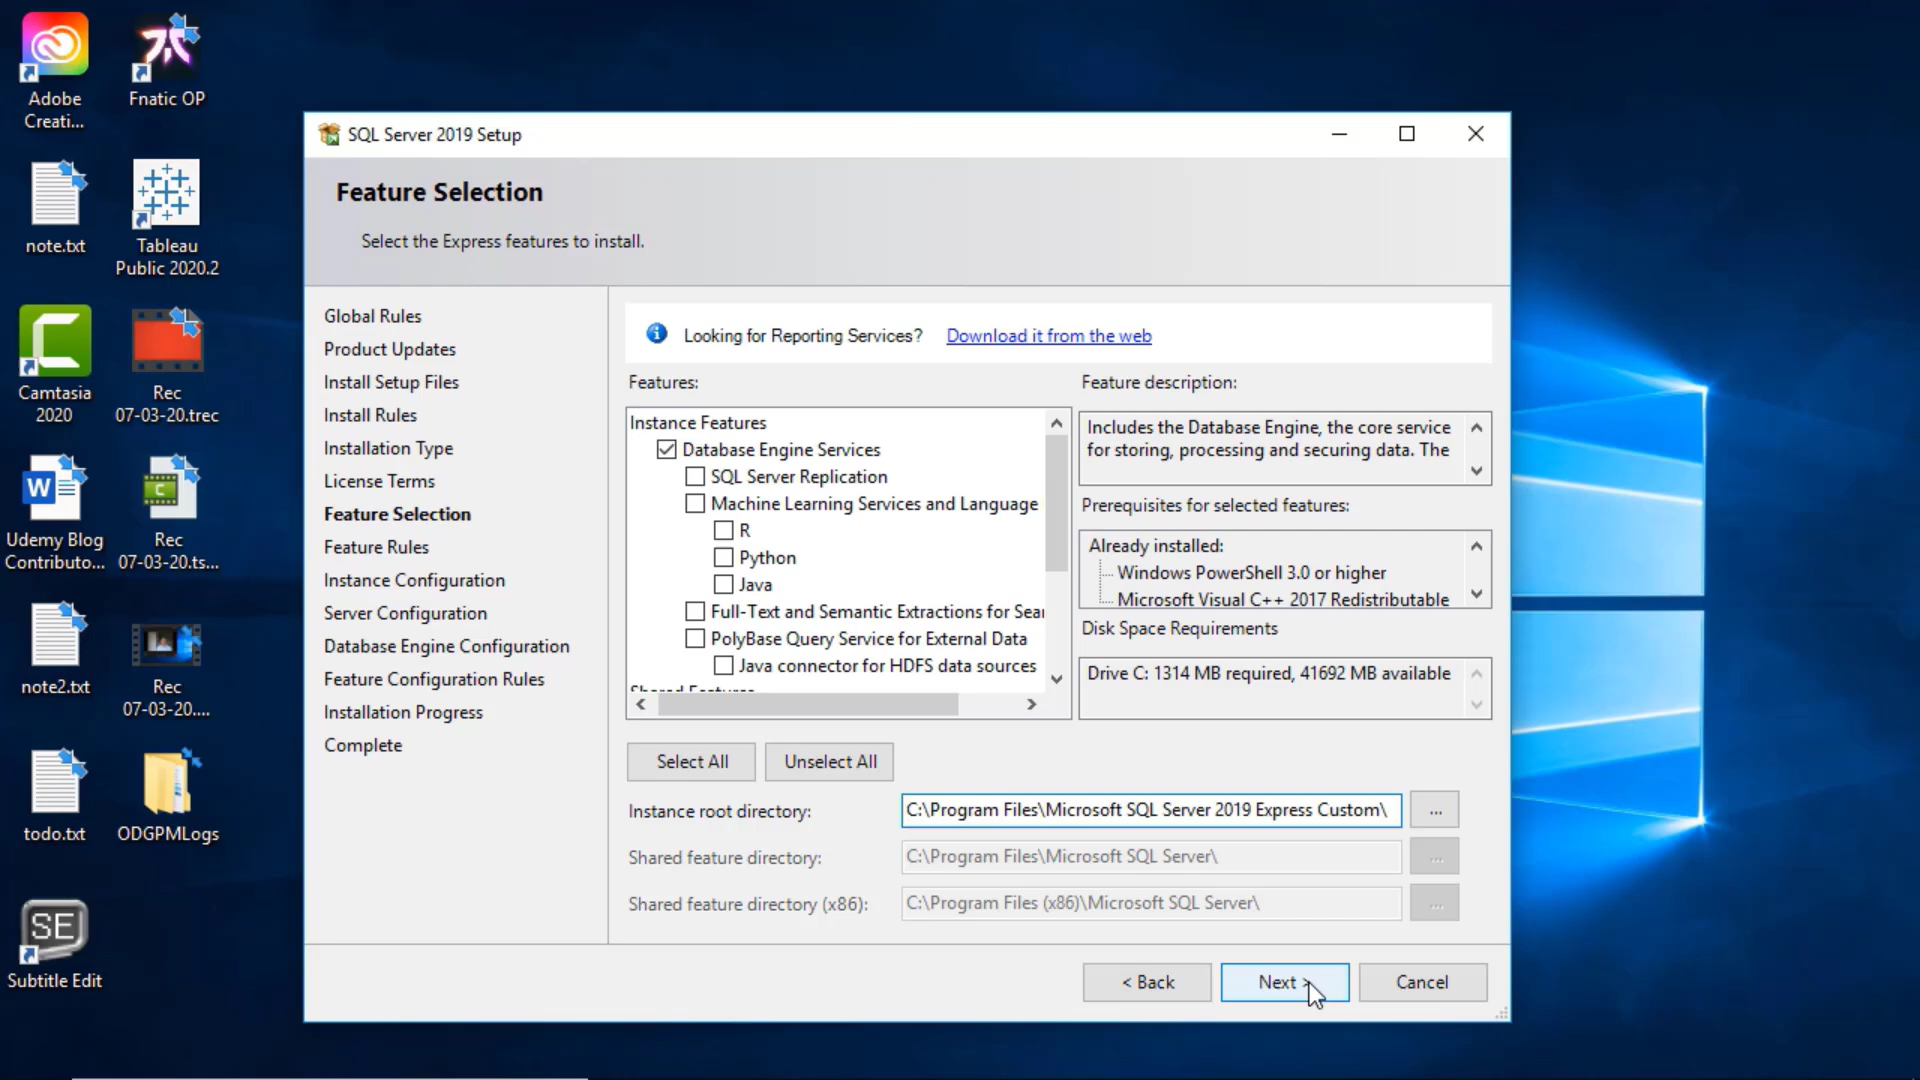 Adobe
Creati...
Fnatic OP
note.txt
Tableau
Public 2020.2
Camtasia
2020
Rec
07-03-20.trec
W
Udemy Blog
Contributo...
C
Rec
07-03-20.ts...
note2.txt
Rec
07-03-20....
todo.txt
ODGPMLogs
SE
Subtitle Edit
SQL Server 2019 Setup
Feature Selection
Select the Express features to install.
Global Rules
Product Updates
Install Setup Files
Install Rules
Installation Type
License Terms
Feature Selection
Feature Rules
Instance Configuration
Server Configuration
Database Engine Configuration
Feature Configuration Rules
Installation Progress
Complete
Looking for Reporting Services? Download it from the web
Features:
Instance Features
Database Engine Services
SQL Server Replication
Machine Learning Services and Language
R
Python
Java
Full-Text and Semantic Extractions for Sear
PolyBase Query Service for External Data
Java connector for HDFS data sources
Shared Features
Feature description:
Includes the Database Engine, the core service
for storing, processing and securing data. The
Prerequisites for selected features:
Already installed:
Windows PowerShell 3.0 or higher
Microsoft Visual C++ 2017 Redistributable
Disk Space Requirements
Drive C: 1314 MB required, 41692 MB available
Select All
Unselect All
Instance root directory:
C:\Program Files\Microsoft SQL Server 2019 Express Custom\
...
Shared feature directory:
C:\Program Files\Microsoft SQL Server\
...
Shared feature directory (x86):
C:\Program Files (x86)\Microsoft SQL Server\
...
< Back
Next >
Cancel